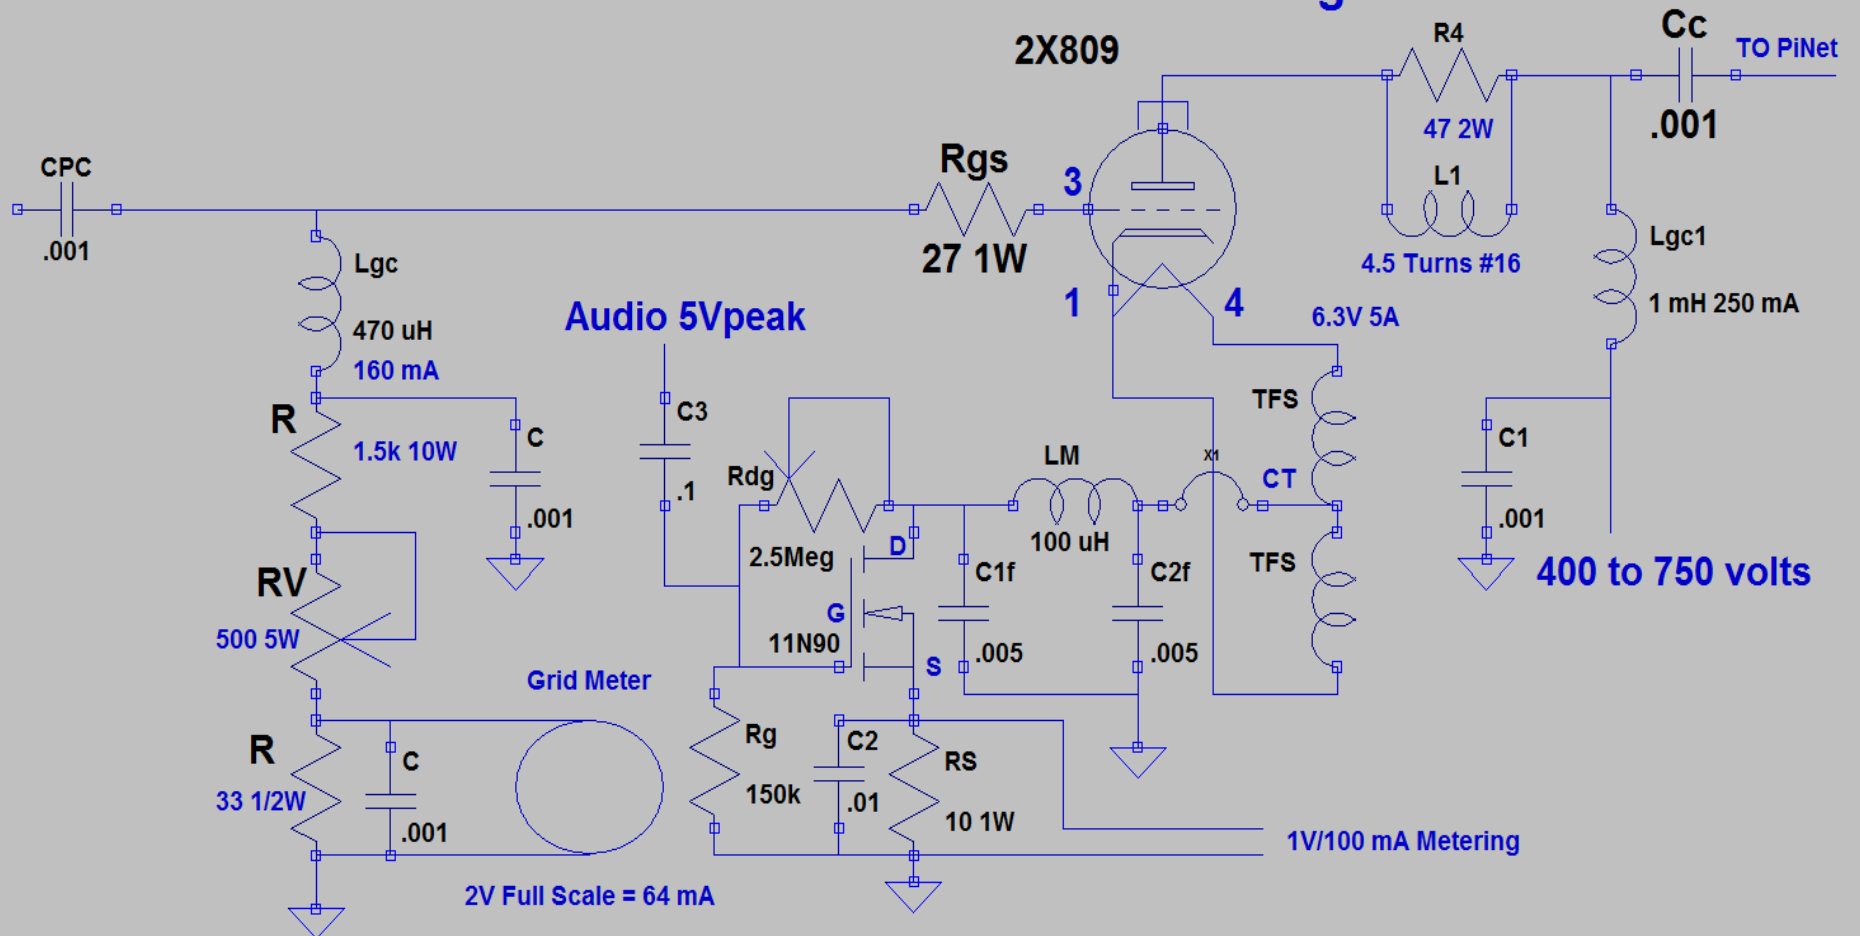 g
2X809
R4
Cc
TO PiNet
47 2W
.001
CPC
.001
Rgs
27 1W
3
L1
4.5 Turns #16
Lgc
470 uH
160 mA
Audio 5Vpeak
1
4
6.3V 5A
Lgc1
1 mH 250 mA
R
1.5k 10W
C
.001
C3
.1
Rdg
2.5Meg
LM
100 uH
X1
CT
TFS
TFS
C1
.001
400 to 750 volts
RV
500 5W
D
G
S
11N90
C1f
.005
C2f
.005
Grid Meter
R
33 1/2W
C
.001
Rg
150k
C2
.01
RS
10 1W
1V/100 mA Metering
2V Full Scale = 64 mA